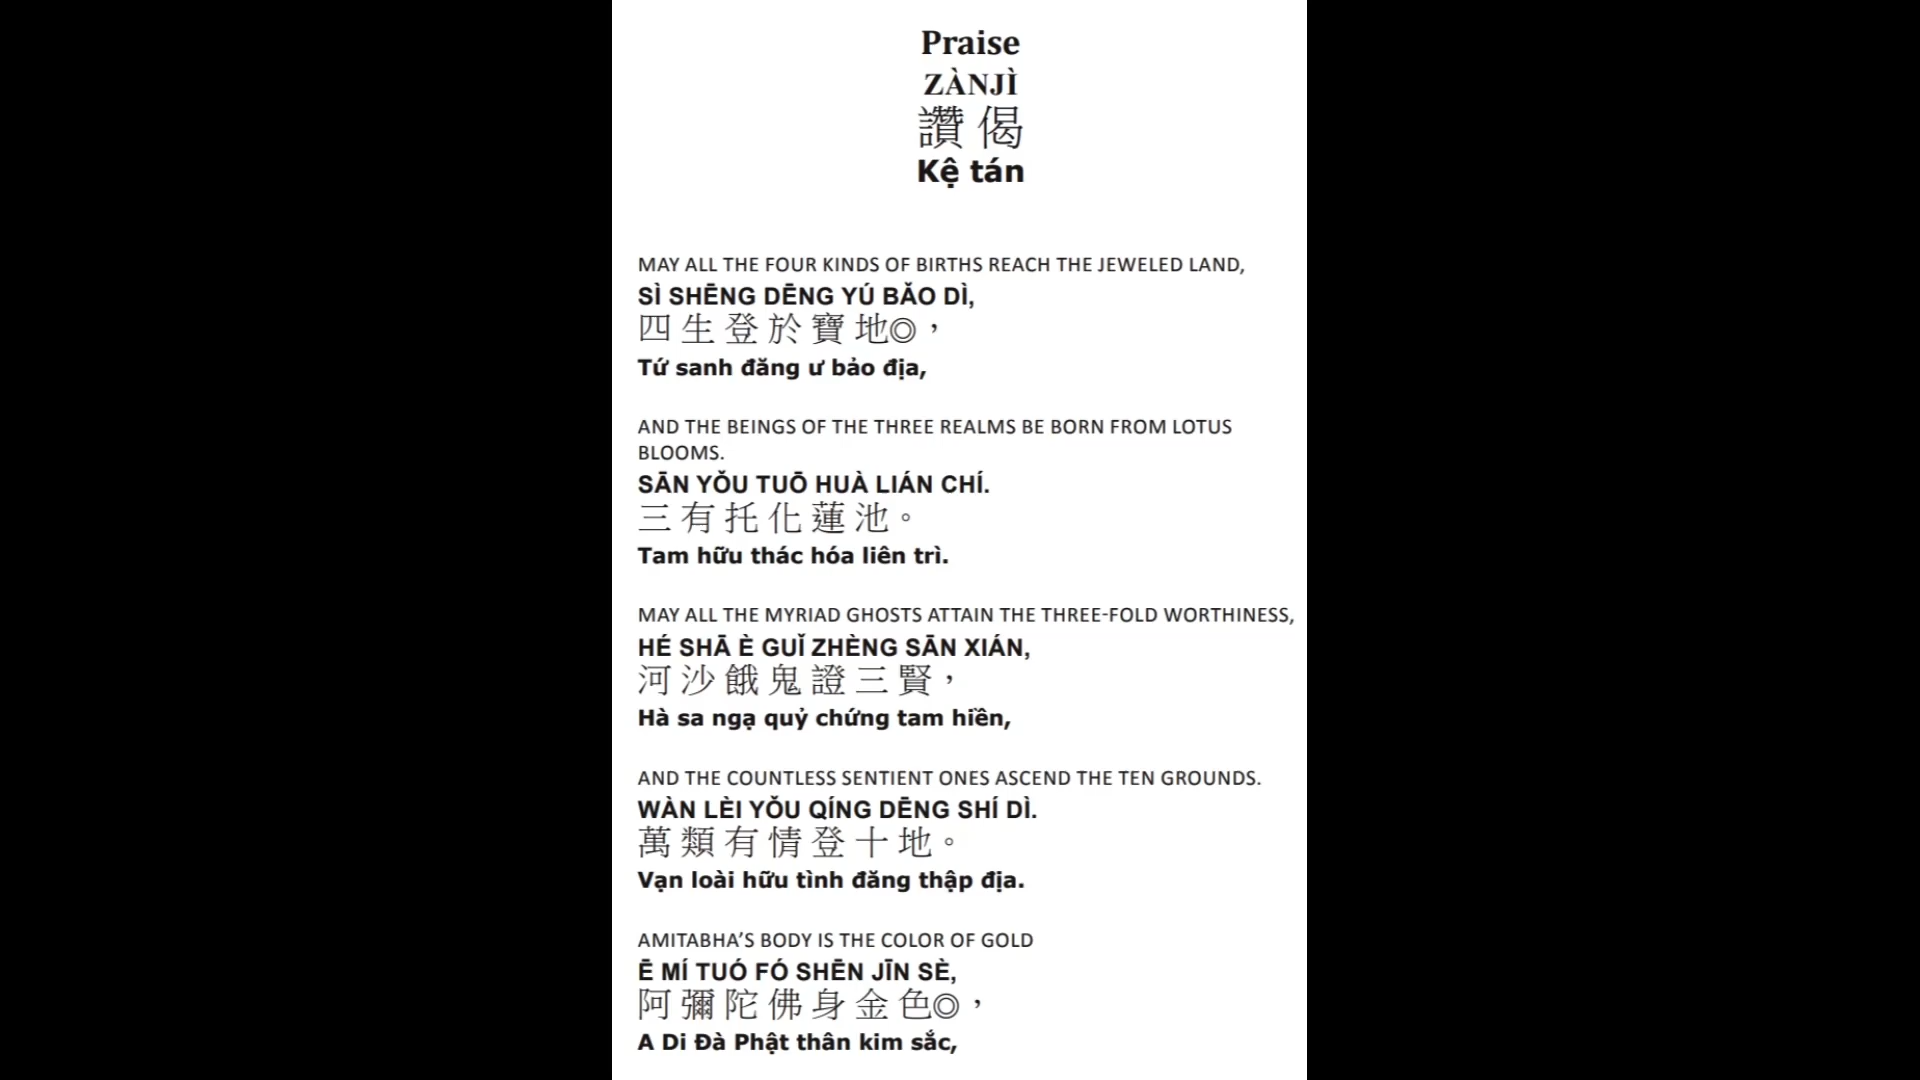 Praise
ZÀNJÌ
讚偈
Kệ tán
MAY ALL THE FOUR KINDS OF BIRTHS REACH THE JEWELED LAND,
SÌ SHĒNG DĒNG YÚ BǍO DÌ,
四生登於寶地◎，
Tứ sanh đăng ư bảo địa,
AND THE BEINGS OF THE THREE REALMS BE BORN FROM LOTUS
BLOOMS.
SĀN YǑU TUŌ HUÀ LIÁN CHÍ.
三有托化蓮池。
Tam hữu thác hóa liên trì.
MAY ALL THE MYRIAD GHOSTS ATTAIN THE THREE-FOLD WORTHINESS,
HÉ SHĀ È GUǏ ZHÈNG SĀN XIÁN,
河沙餓鬼證三賢，
Hà sa ngạ quỷ chứng tam hiền,
AND THE COUNTLESS SENTIENT ONES ASCEND THE TEN GROUNDS.
WÀN LÈI YǑU QÍNG DĒNG SHÍ DÌ.
萬類有情登十地。
Vạn loài hữu tình đăng thập địa.
AMITABHA’S BODY IS THE COLOR OF GOLD
Ē MÍ TUÓ FÓ SHĒN JĪN SÈ,
阿彌陀佛身金色◎，
A Di Đà Phật thân kim sắc,